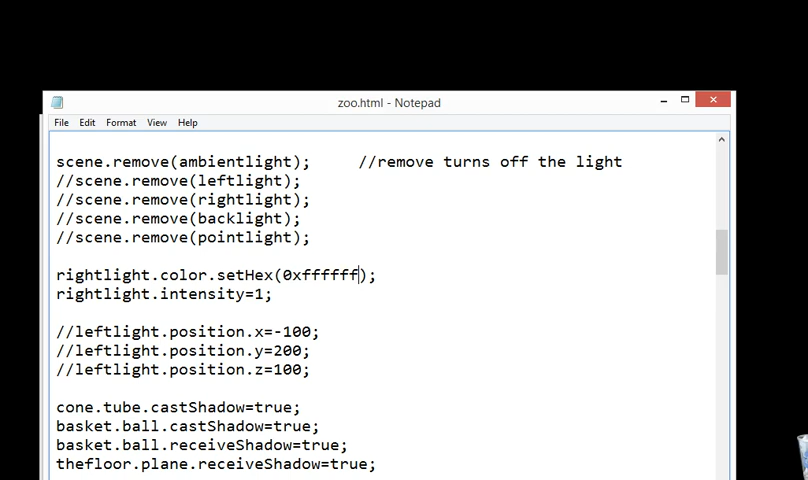 zoo.html - Notepad
File Edit Format View Help
scene.remove(ambientlight); //remove turns off the light
//scene.remove(leftlight);
//scene.remove(rightlight);
//scene.remove(backlight);
//scene.remove(pointlight);
rightlight.color.setHex(0xffffff);
rightlight.intensity=1;
//leftlight.position.x=-100;
//leftlight.position.y=200;
//leftlight.position.z=100;
cone.tube.castShadow=true;
basket.ball.castShadow=true;
basket.ball.receiveShadow=true;
thefloor.plane.receiveShadow=true;